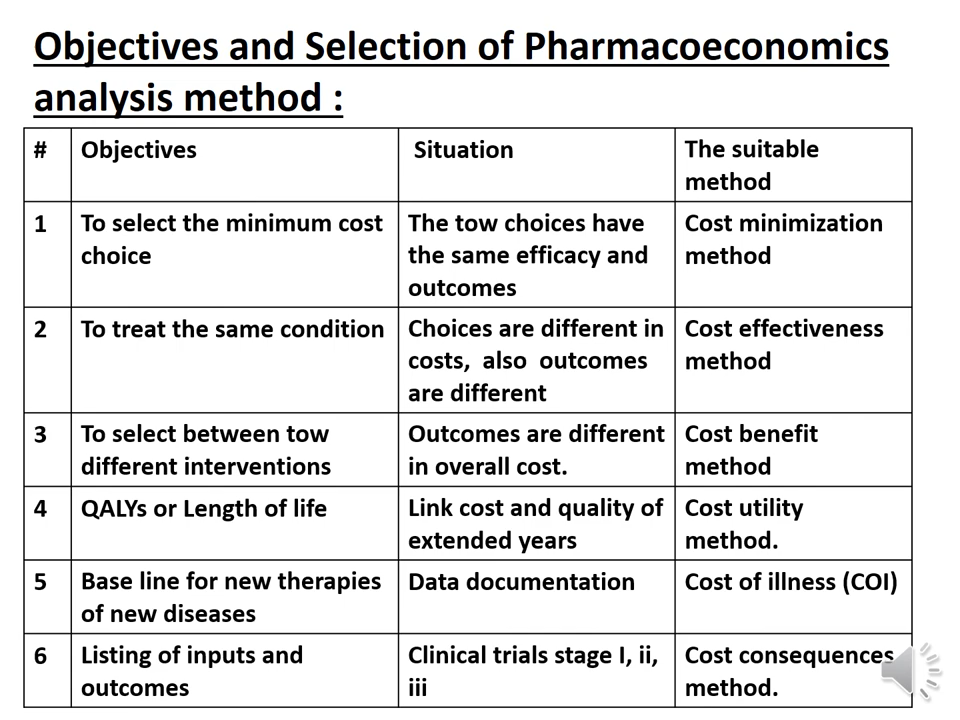 Objectives and Selection of Pharmacoeconomics
analysis method :
# Objectives Situation The suitable
method
1 To select the minimum cost
choice
The tow choices have
the same efficacy and
outcomes
Cost minimization
method
2 To treat the same condition
Choices are different in
costs, also outcomes
are different
Cost effectiveness
method
3 To select between tow
different interventions
Outcomes are different
in overall cost.
Cost benefit
method
4 QALYs or Length of life
Link cost and quality of
extended years
Cost utility
method.
5 Base line for new therapies
of new diseases
Data documentation
Cost of illness (COI)
6 Listing of inputs and
outcomes
Clinical trials stage I, ii,
iii
Cost consequences
method.